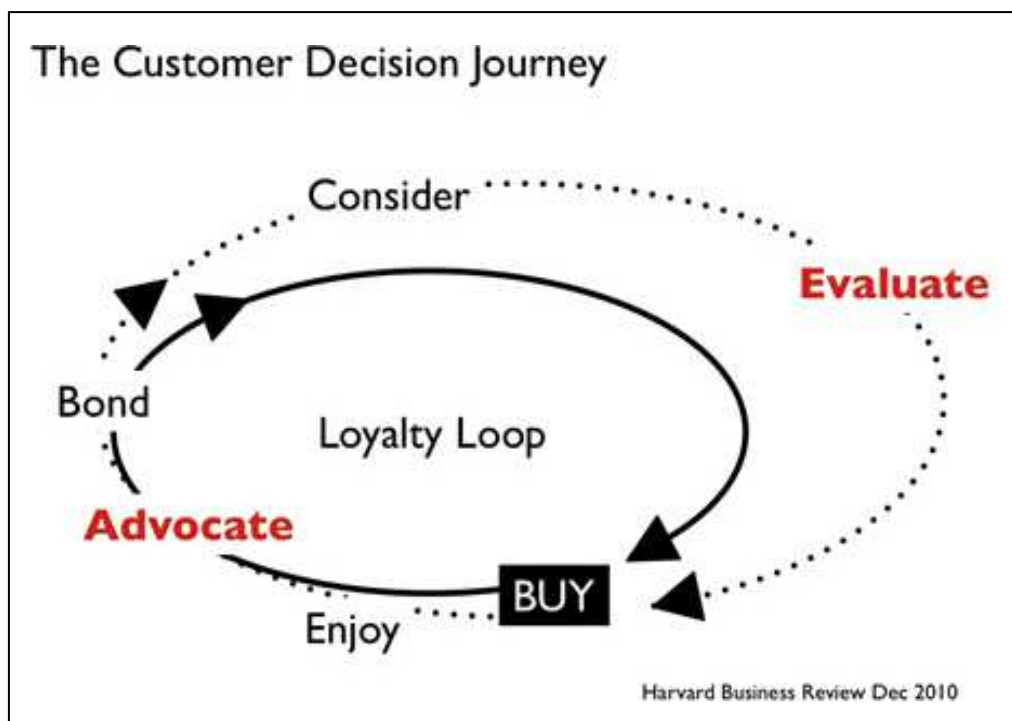 The Customer Decision Journey
Consider
Evaluate
Bond
Loyalty Loop
Advocate
BUY
Enjoy
Harvard Business Review Dec 2010